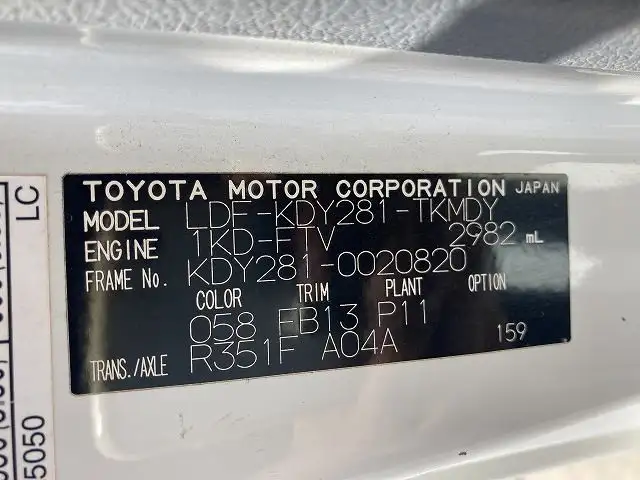 TOYOTA MOTOR CORPORATION JAPAN
MODEL LDF-KDY281-TKMDY
ENGINE 1KD-FTV 2982 mL
FRAME No. KDY281-0020820
COLOR TRIM PLANT OPTION
058 FB13 P11
TRANS./AXLE R351F A04A 159
LC
5050